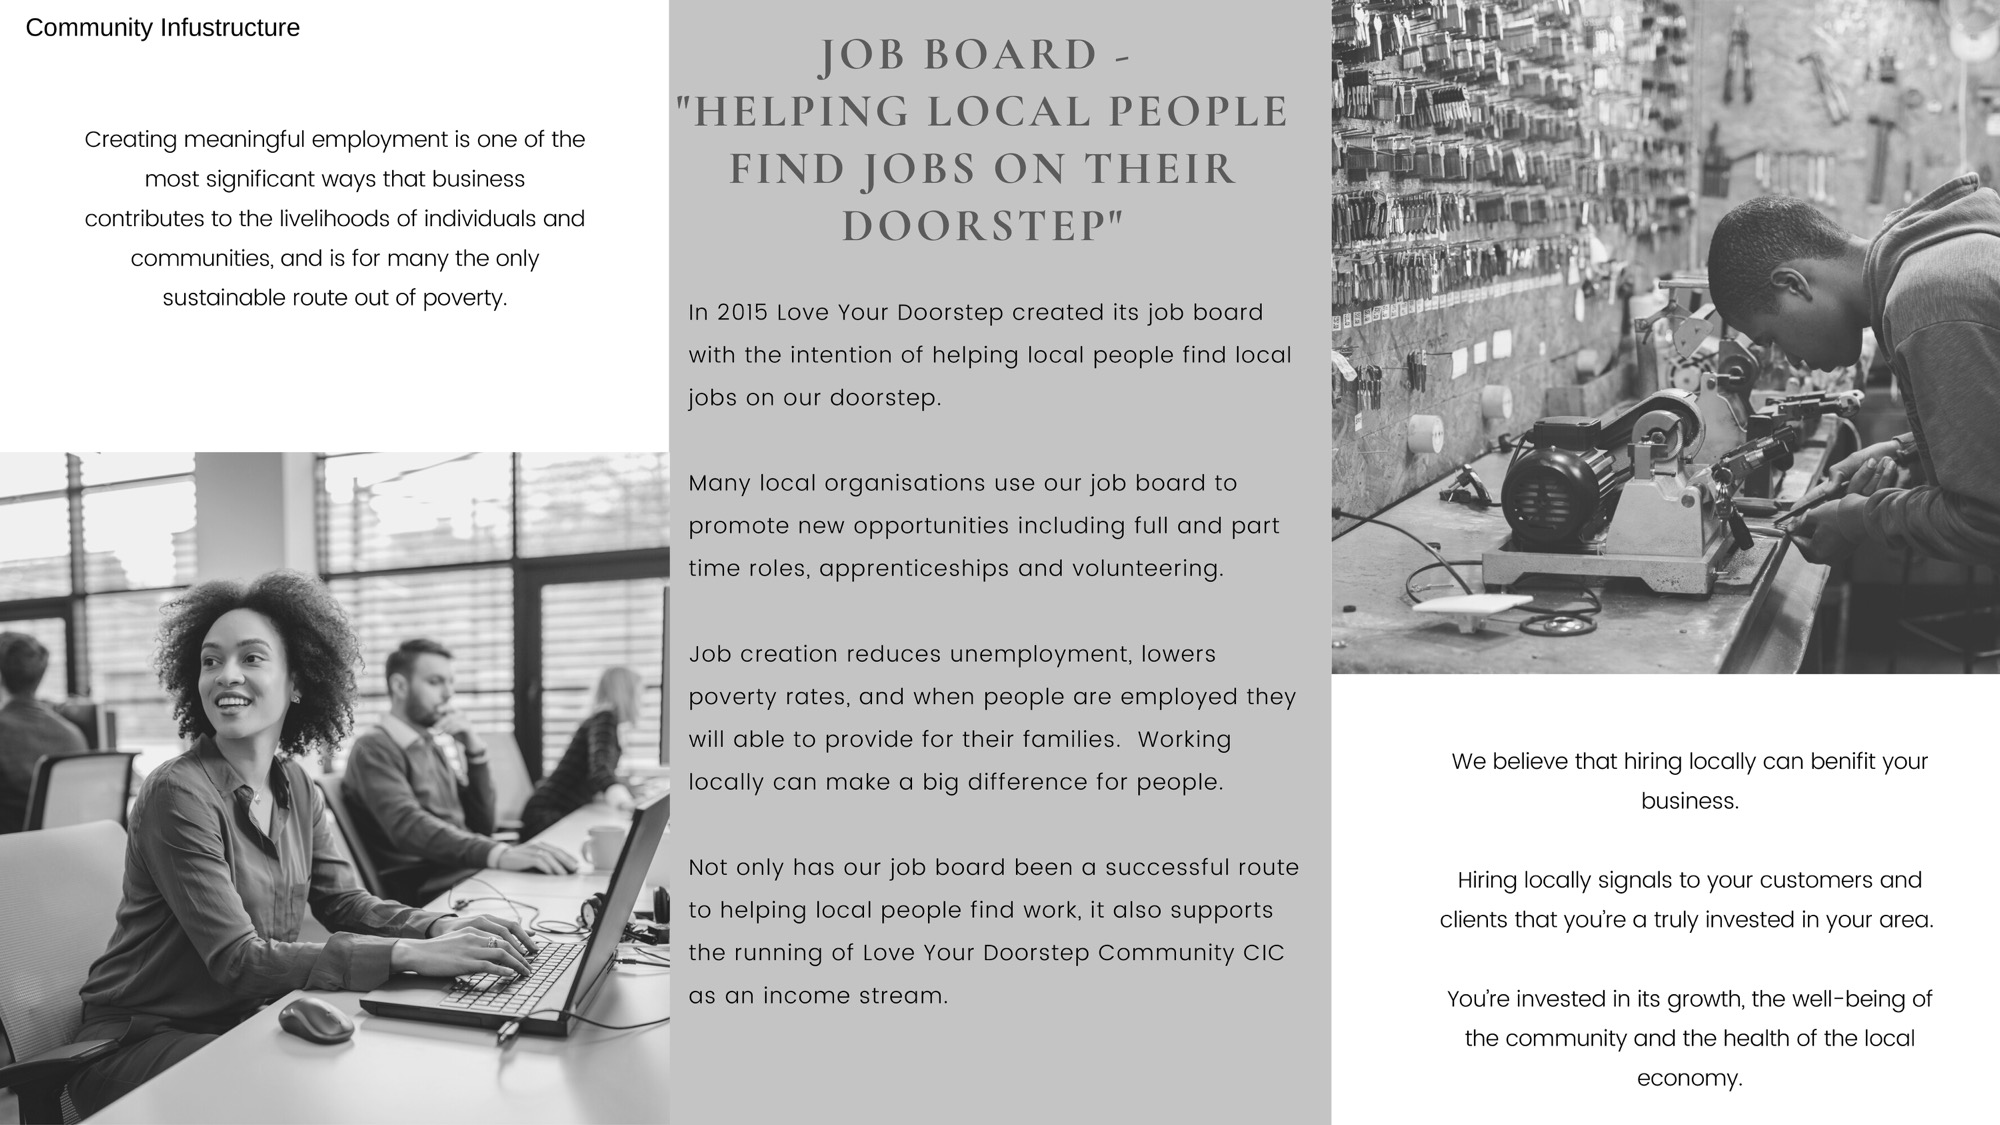 Community Infustructure
Creating meaningful employment is one of the
most significant ways that business
contributes to the livelihoods of individuals and
communities, and is for many the only
sustainable route out of poverty.
JOB BOARD -
"HELPING LOCAL PEOPLE
FIND JOBS ON THEIR
DOORSTEP"
In 2015 Love Your Doorstep created its job board
with the intention of helping local people find local
jobs on our doorstep.
Many local organisations use our job board to
promote new opportunities including full and part
time roles, apprenticeships and volunteering.
Job creation reduces unemployment, lowers
poverty rates, and when people are employed they
will able to provide for their families.  Working
locally can make a big difference for people.
Not only has our job board been a successful route
to helping local people find work, it also supports
the running of Love Your Doorstep Community CIC
as an income stream.
We believe that hiring locally can benifit your
business.
Hiring locally signals to your customers and
clients that you're a truly invested in your area.
You're invested in its growth, the well-being of
the community and the health of the local
economy.